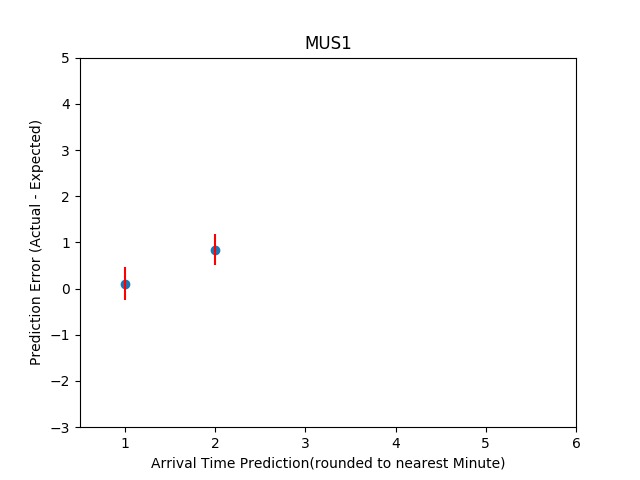 MUS1
5
4
3
2
1
0
−1
−2
−3
Prediction Error (Actual - Expected)
1 2 3 4 5 6
Arrival Time Prediction(rounded to nearest Minute)